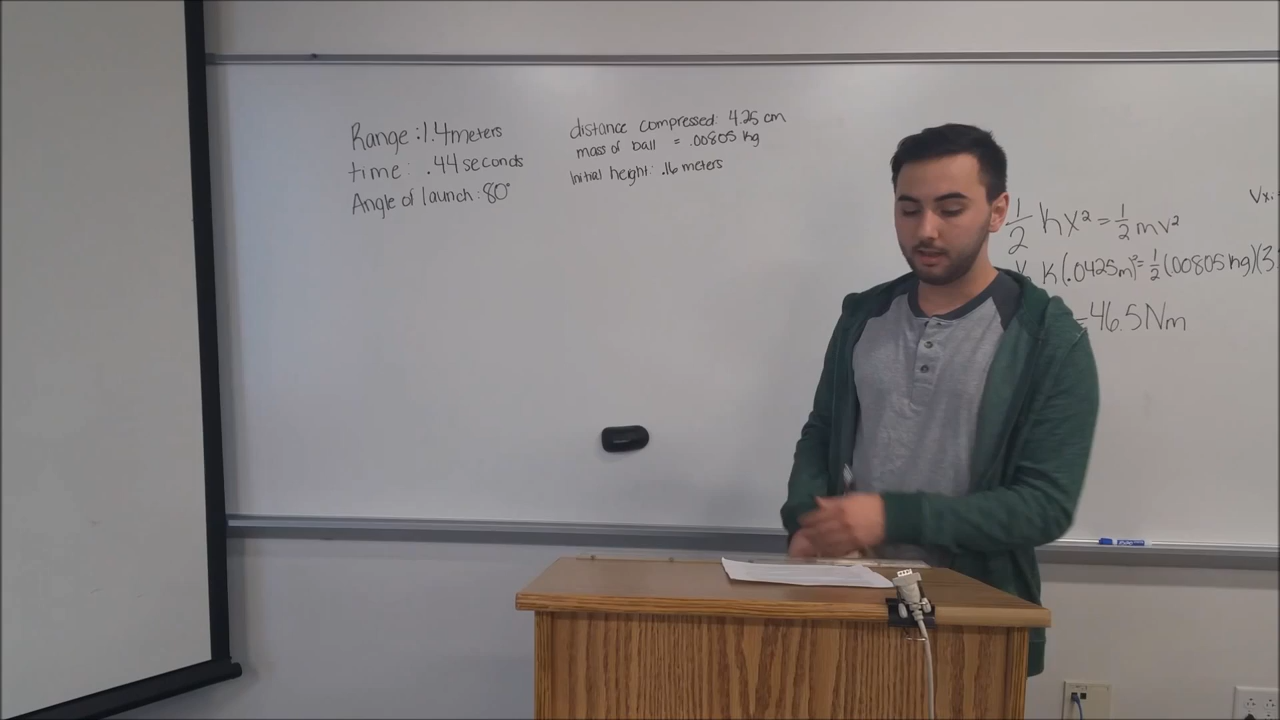 Range: 1.4 meters
time: .44 seconds
Angle of launch: 80°
distance compressed: 4.25 cm
mass of ball = .00805 kg
Initial height: .16 meters
Vxi
1/2 kx² = 1/2 mv²
k(.0425m)² = 1/2 (.00805 kg)(3
=46.5 Nm